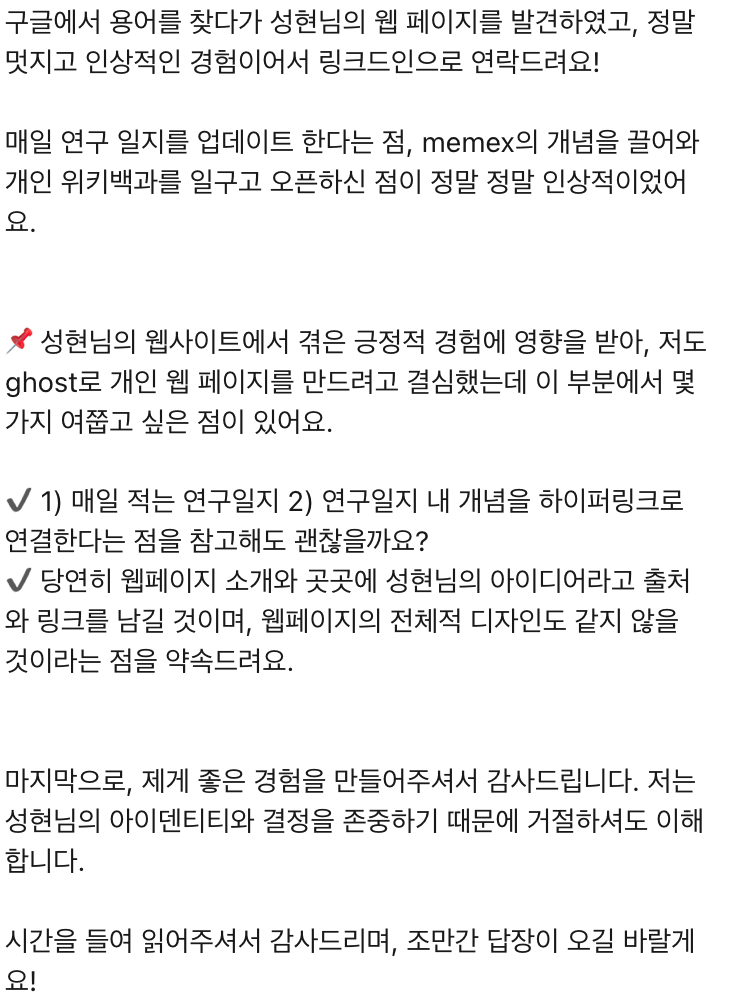 구글에서 용어를 찾다가 성현님의 웹 페이지를 발견하였고, 정말
멋지고 인상적인 경험이어서 링크드인으로 연락드려요!
매일 연구 일지를 업데이트 한다는 점, memex의 개념을 끌어와
개인 위키백과를 일구고 오픈하신 점이 정말 정말 인상적이었어
요.
📌 성현님의 웹사이트에서 겪은 긍정적 경험에 영향을 받아, 저도
ghost로 개인 웹 페이지를 만드려고 결심했는데 이 부분에서 몇
가지 여쭙고 싶은 점이 있어요.
✔️ 1) 매일 적는 연구일지 2) 연구일지 내 개념을 하이퍼링크로
연결한다는 점을 참고해도 괜찮을까요?
✔️ 당연히 웹페이지 소개와 곳곳에 성현님의 아이디어라고 출처
와 링크를 남길 것이며, 웹페이지의 전체적 디자인도 같지 않을
것이라는 점을 약속드려요.
마지막으로, 제게 좋은 경험을 만들어주셔서 감사드립니다. 저는
성현님의 아이덴티티와 결정을 존중하기 때문에 거절하셔도 이해
합니다.
시간을 들여 읽어주셔서 감사드리며, 조만간 답장이 오길 바랄게
요!